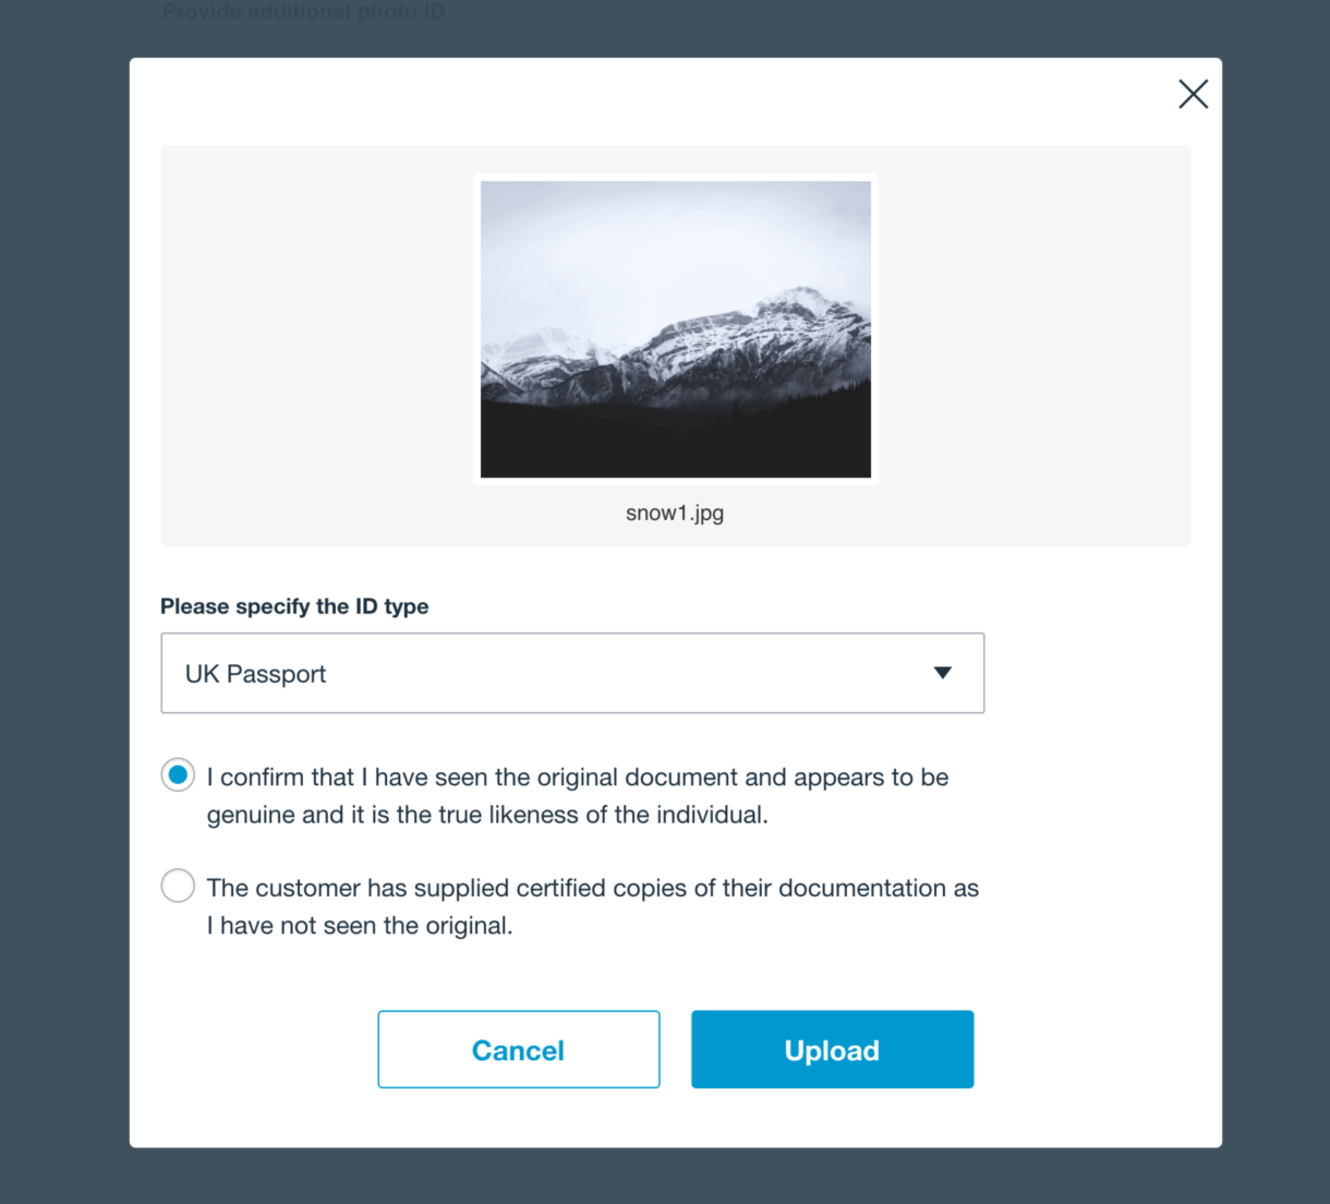 Provide additional photo ID
snow1.jpg
Please specify the ID type
UK Passport
I confirm that I have seen the original document and appears to be
genuine and it is the true likeness of the individual.
The customer has supplied certified copies of their documentation as
I have not seen the original.
Cancel
Upload